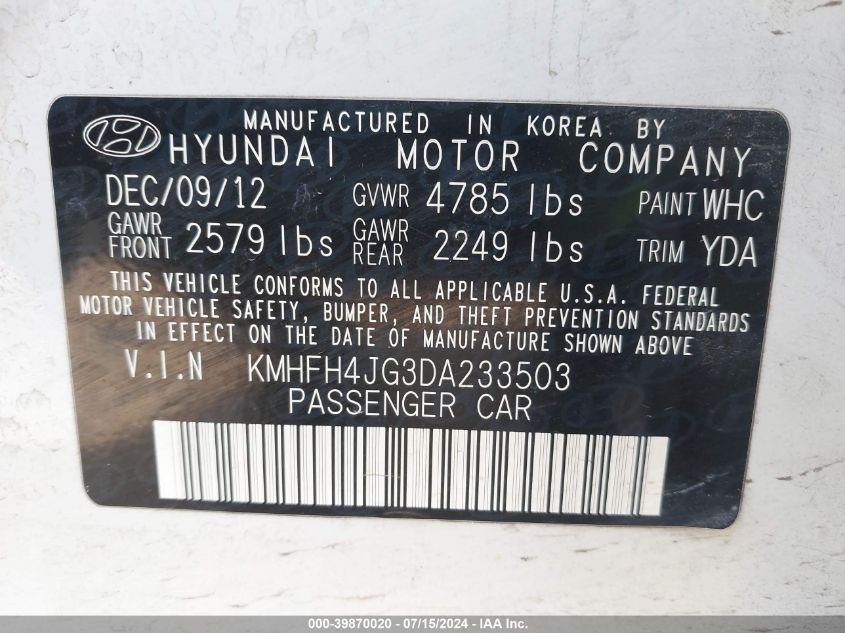 MANUFACTURED IN KOREA BY
HYUNDAI MOTOR COMPANY
DEC/09/12 GVWR 4785 lbs PAINT WHC
GAWR FRONT 2579 lbs GAWR REAR 2249 lbs TRIM YDA
THIS VEHICLE CONFORMS TO ALL APPLICABLE U.S.A. FEDERAL
MOTOR VEHICLE SAFETY, BUMPER, AND THEFT PREVENTION STANDARDS
IN EFFECT ON THE DATE OF MANUFACTURE SHOWN ABOVE
V.I.N KMHFH4JG3DA233503
PASSENGER CAR
000-39870020 - 07/15/2024 - IAA Inc.